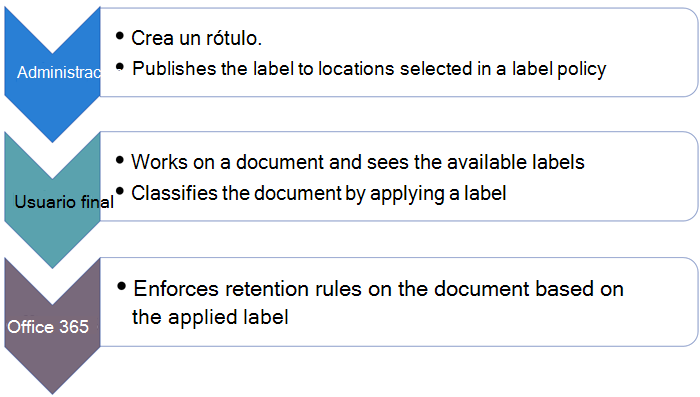 • Crea un rótulo.
Administrac • Publishes the label to locations selected in a label policy
• Works on a document and sees the available labels
Usuario final • Classifies the document by applying a label
• Enforces retention rules on the document based on
Office 365 the applied label